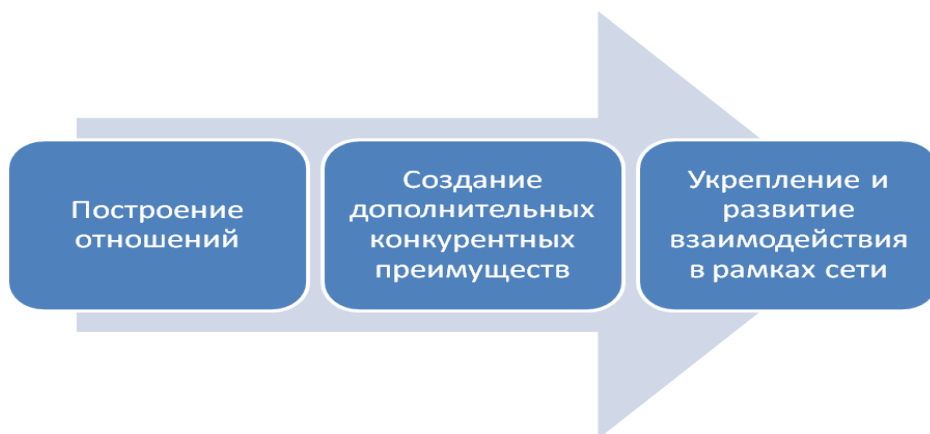 Построение
отношений
Создание
дополнительных
конкурентных
преимуществ
Укрепление и
развитие
взаимодействия
в рамках сети